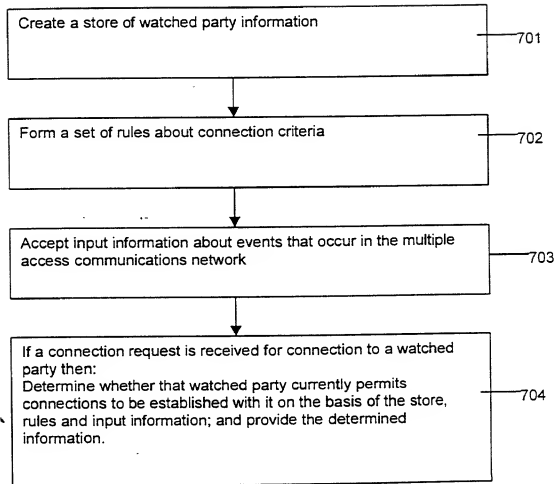 Create a store of watched party information
701
Form a set of rules about connection criteria
702
Accept input information about events that occur in the multiple
access communications network
703
If a connection request is received for connection to a watched
party then:
Determine whether that watched party currently permits
connections to be established with it on the basis of the store,
rules and input information; and provide the determined
information.
704